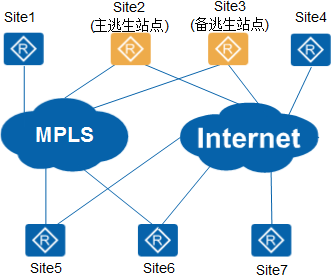 Site1
Site2
(主逃生站点)
Site3
(备逃生站点)
Site4
R
R
R
R
MPLS
Internet
R
R
R
Site5
Site6
Site7